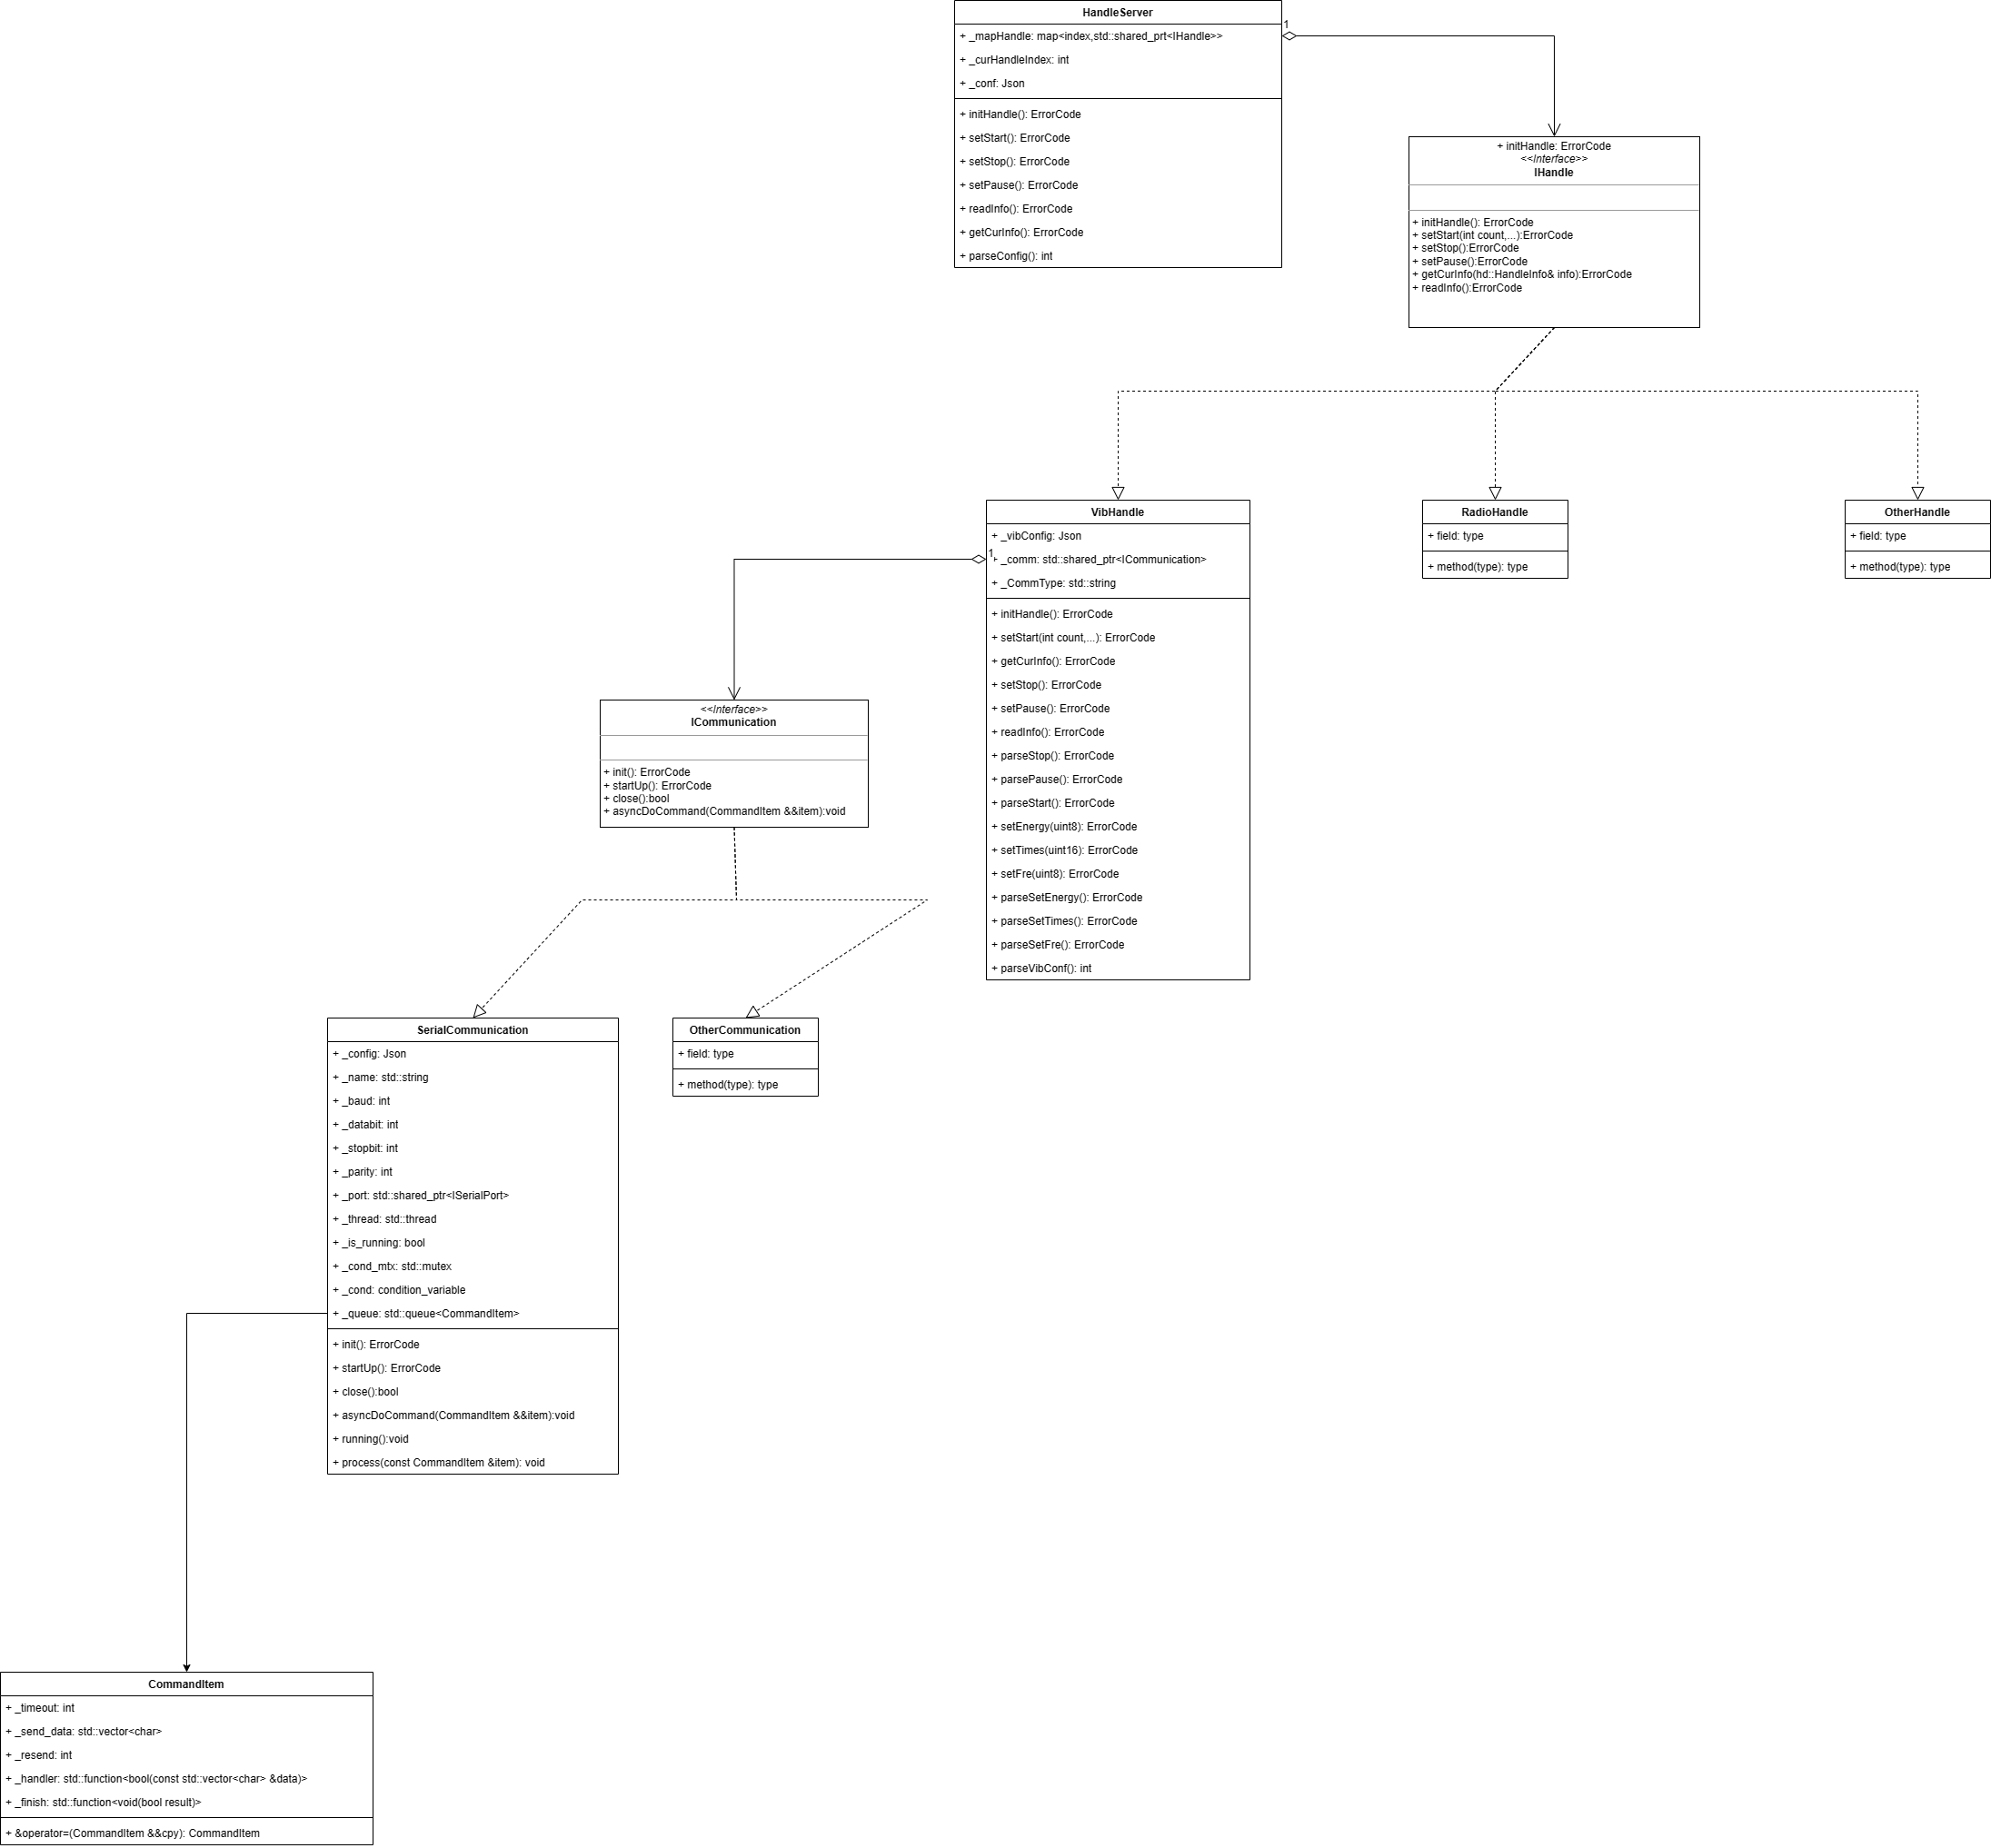 HandleServer
+ _mapHandle: map<index,std::shared_prt<IHandle>>
+ _curHandleIndex: int
+ _conf: Json
+ initHandle(): ErrorCode
+ setStart(): ErrorCode
+ setStop(): ErrorCode
+ setPause(): ErrorCode
+ readInfo(): ErrorCode
+ getCurInfo(): ErrorCode
+ parseConfig(): int
1
+ initHandle: ErrorCode
<<Interface>>
IHandle
+ initHandle(): ErrorCode
+ setStart(int count,...):ErrorCode
+ setStop():ErrorCode
+ setPause():ErrorCode
+ getCurInfo(hd::HandleInfo& info):ErrorCode
+ readInfo():ErrorCode
VibHandle
+ _vibConfig: Json
1
+ _comm: std::shared_ptr<ICommunication>
+ _CommType: std::string
+ initHandle(): ErrorCode
+ setStart(int count,...): ErrorCode
+ getCurInfo(): ErrorCode
+ setStop(): ErrorCode
+ setPause(): ErrorCode
+ readInfo(): ErrorCode
+ parseStop(): ErrorCode
+ parsePause(): ErrorCode
+ parseStart(): ErrorCode
+ setEnergy(uint8): ErrorCode
+ setTimes(uint16): ErrorCode
+ setFre(uint8): ErrorCode
+ parseSetEnergy(): ErrorCode
+ parseSetTimes(): ErrorCode
+ parseSetFre(): ErrorCode
+ parseVibConf(): int
RadioHandle
+ field: type
+ method(type): type
OtherHandle
+ field: type
+ method(type): type
<<Interface>>
ICommunication
+ init(): ErrorCode
+ startUp(): ErrorCode
+ close():bool
+ asyncDoCommand(CommandItem &&item):void
SerialCommunication
+ _config: Json
+ _name: std::string
+ _baud: int
+ _databit: int
+ _stopbit: int
+ _parity: int
+ _port: std::shared_ptr<ISerialPort>
+ _thread: std::thread
+ _is_running: bool
+ _cond_mtx: std::mutex
+ _cond: condition_variable
+ _queue: std::queue<CommandItem>
+ init(): ErrorCode
+ startUp(): ErrorCode
+ close():bool
+ asyncDoCommand(CommandItem &&item):void
+ running():void
+ process(const CommandItem &item): void
OtherCommunication
+ field: type
+ method(type): type
CommandItem
+ _timeout: int
+ _send_data: std::vector<char>
+ _resend: int
+ _handler: std::function<bool(const std::vector<char> &data)>
+ _finish: std::function<void(bool result)>
+ &operator=(CommandItem &&cpy): CommandItem